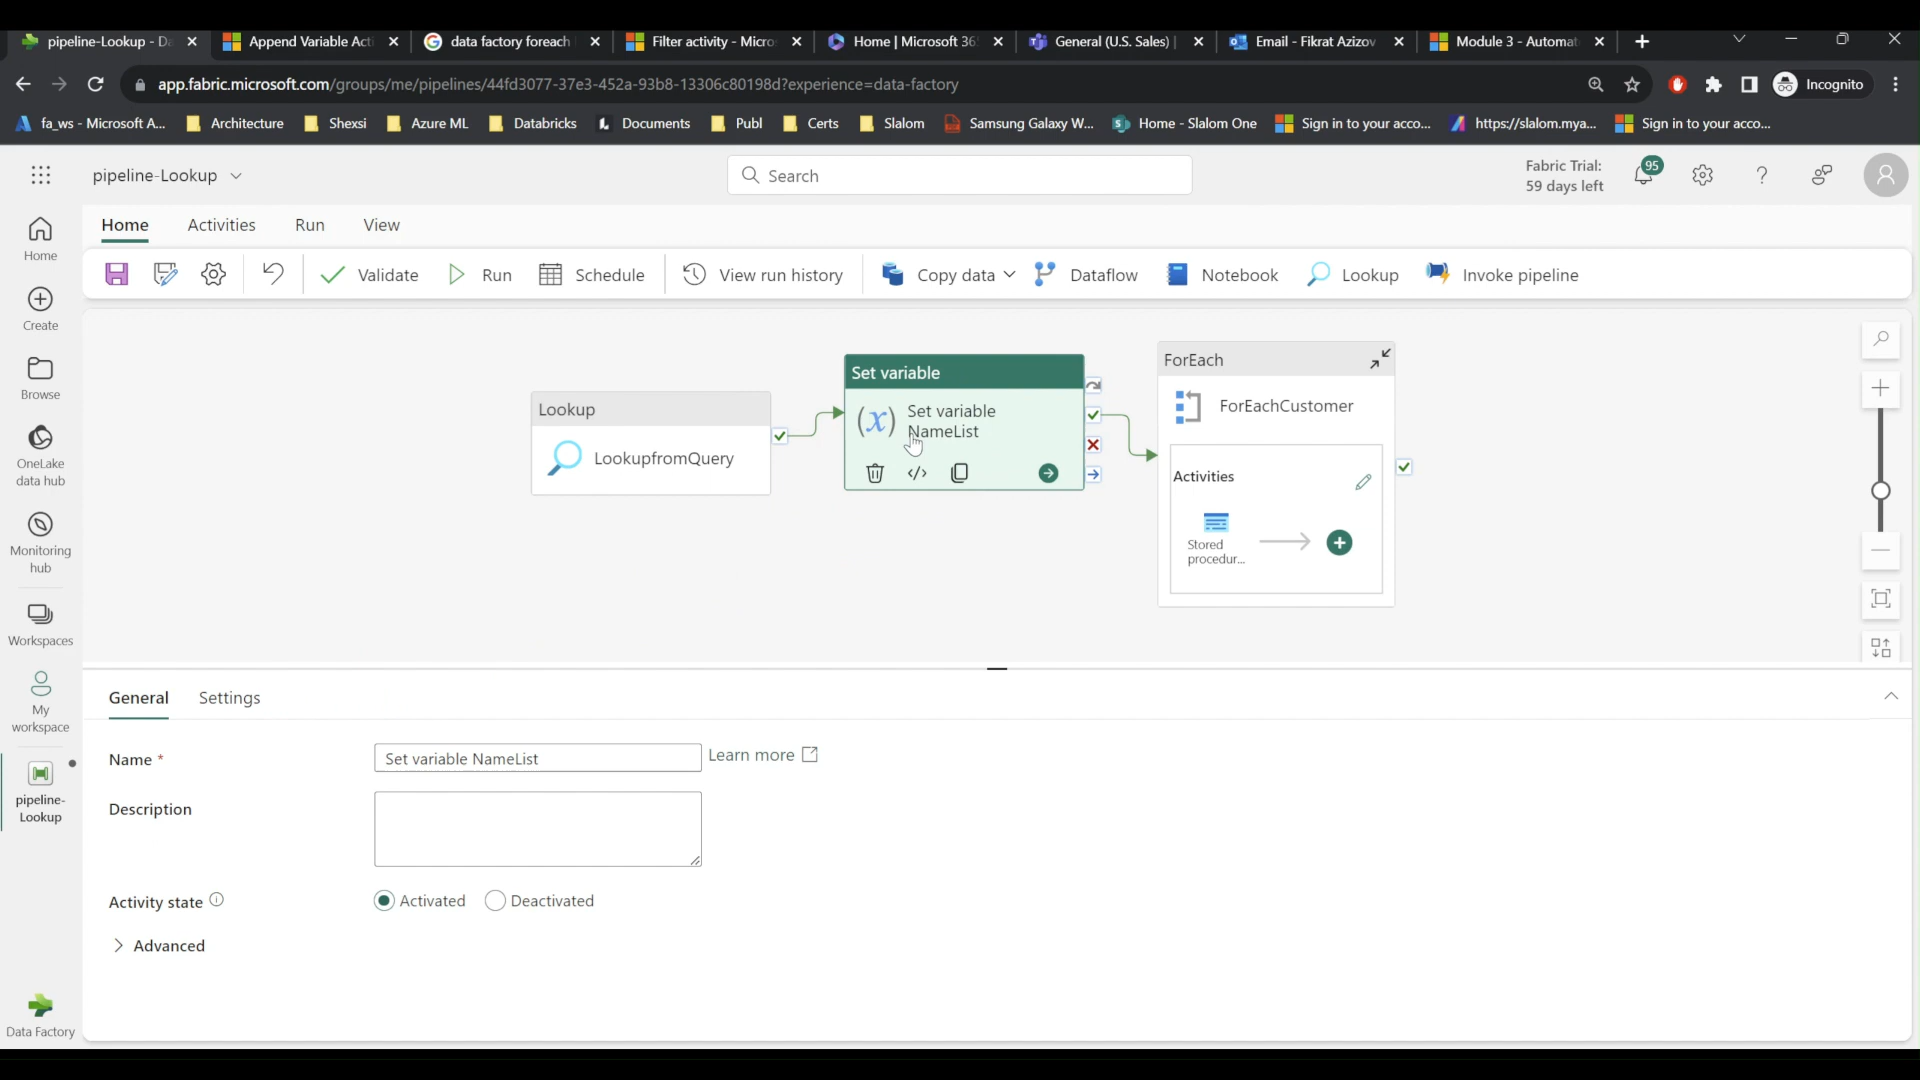 pipeline-Lookup - Da
Append Variable Acti
data factory foreach
Filter activity - Micro
Home | Microsoft 36
General (U.S. Sales) |
Email - Fikrat Azizov
Module 3 - Automat
app.fabric.microsoft.com/groups/me/pipelines/44fd3077-37e3-452a-93b8-13306c80198d?experience=data-factory
Incognito
fa_ws - Microsoft A...
Architecture
Shexsi
Azure ML
Databricks
Documents
Publ
Certs
Slalom
Samsung Galaxy W...
Home - Slalom One
Sign in to your acco...
https://slalom.mya...
Sign in to your acco...
pipeline-Lookup
Search
Fabric Trial:
59 days left
95
Home
Activities
Run
View
Validate
Run
Schedule
View run history
Copy data
Dataflow
Notebook
Lookup
Invoke pipeline
Home
Create
Browse
OneLake
data hub
Monitoring
hub
Workspaces
My
workspace
pipeline-
Lookup
Data Factory
Lookup
LookupfromQuery
Set variable
(x)
Set variable
NameList
ForEach
ForEachCustomer
Activities
Stored
procedur...
General
Settings
Name *
Set variable NameList
Learn more
Description
Activity state
Activated
Deactivated
Advanced